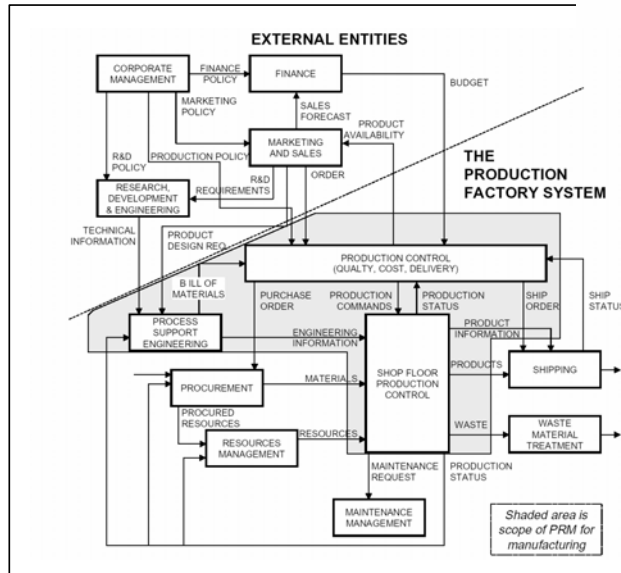 EXTERNAL ENTITIES
CORPORATE
MANAGEMENT
FINANCE
POLICY
FINANCE
BUDGET
MARKETING
POLICY
SALES
FORECAST
PRODUCT
AVAILABILITY
MARKETING
AND SALES
R&D
POLICY
PRODUCTION POLICY
R&D
REQUIREMENTS
ORDER
THE
PRODUCTION
FACTORY SYSTEM
RESEARCH,
DEVELOPMENT
& ENGINEERING
TECHNICAL
INFORMATION
PRODUCT
DESIGN REQ.
PRODUCTION CONTROL
(QUALTY, COST, DELIVERY)
BILL OF
MATERIALS
PURCHASE
ORDER
PRODUCTION
COMMANDS
PRODUCTION
STATUS
SHIP
ORDER
SHIP
STATUS
PROCESS
SUPPORT
ENGINEERING
ENGINEERING
INFORMATION
PRODUCT
INFORMATION
SHOP FLOOR
PRODUCTION
CONTROL
PROCUREMENT
MATERIALS
PRODUCTS
SHIPPING
PROCURED
RESOURCES
RESOURCES
MANAGEMENT
RESOURCES
WASTE
WASTE
MATERIAL
TREATMENT
MAINTENANCE
REQUEST
PRODUCTION
STATUS
MAINTENANCE
MANAGEMENT
Shaded area is
scope of PRM for
manufacturing